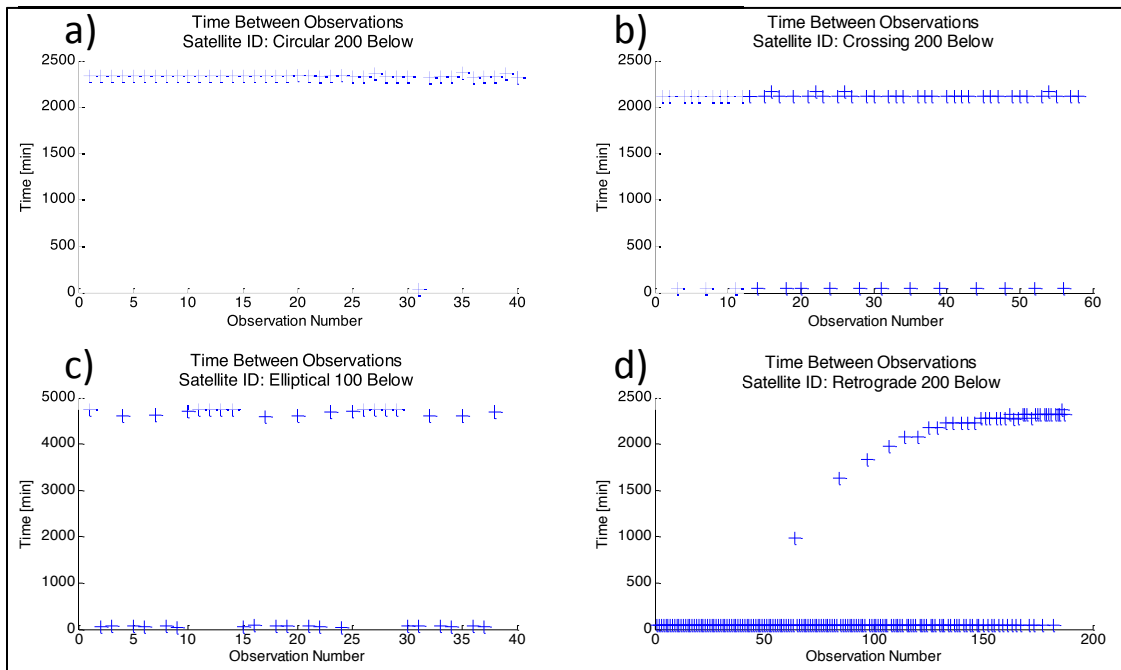 a)
Time Between Observations
Satellite ID: Circular 200 Below
2500
2000
1500
1000
500
0
Time [min]
0 5 10 15 20 25 30 35 40
Observation Number
b)
Time Between Observations
Satellite ID: Crossing 200 Below
2500
2000
1500
1000
500
0
Time [min]
0 10 20 30 40 50 60
Observation Number
c)
Time Between Observations
Satellite ID: Elliptical 100 Below
5000
4000
3000
2000
1000
0
Time [min]
0 5 10 15 20 25 30 35 40
Observation Number
d)
Time Between Observations
Satellite ID: Retrograde 200 Below
2500
2000
1500
1000
500
0
Time [min]
0 50 100 150 200
Observation Number